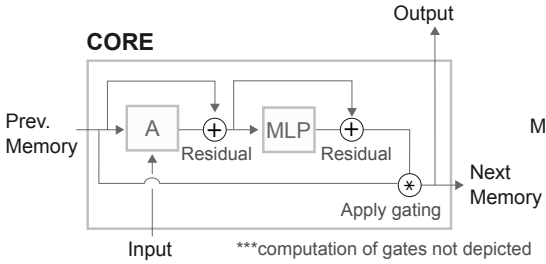 Output
CORE
Prev.
Memory
A
+
Residual
MLP
+
Residual
M
Next
Memory
*
Apply gating
Input
***computation of gates not depicted